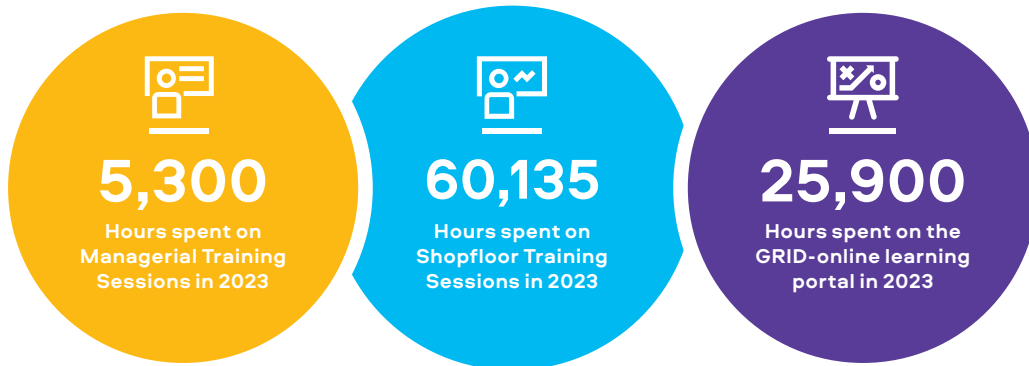 5,300
Hours spent on
Managerial Training
Sessions in 2023
60,135
Hours spent on
Shopfloor Training
Sessions in 2023
25,900
Hours spent on the
GRID-online learning
portal in 2023